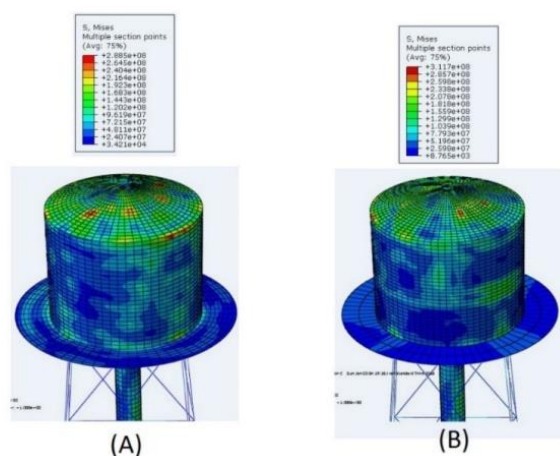 S, Mises
Multiple section points
(Avg: 75%)
+2.885e+08
+2.645e+08
+2.404e+08
+2.164e+08
+1.923e+08
+1.683e+08
+1.443e+08
+1.202e+08
+9.619e+07
+7.215e+07
+4.811e+07
+2.407e+07
+3.421e+04
S, Mises
Multiple section points
(Avg: 75%)
+3.117e+08
+2.857e+08
+2.598e+08
+2.338e+08
+2.078e+08
+1.818e+08
+1.559e+08
+1.299e+08
+1.039e+08
+7.793e+07
+5.196e+07
+2.598e+07
+8.765e+03
(A)
(B)